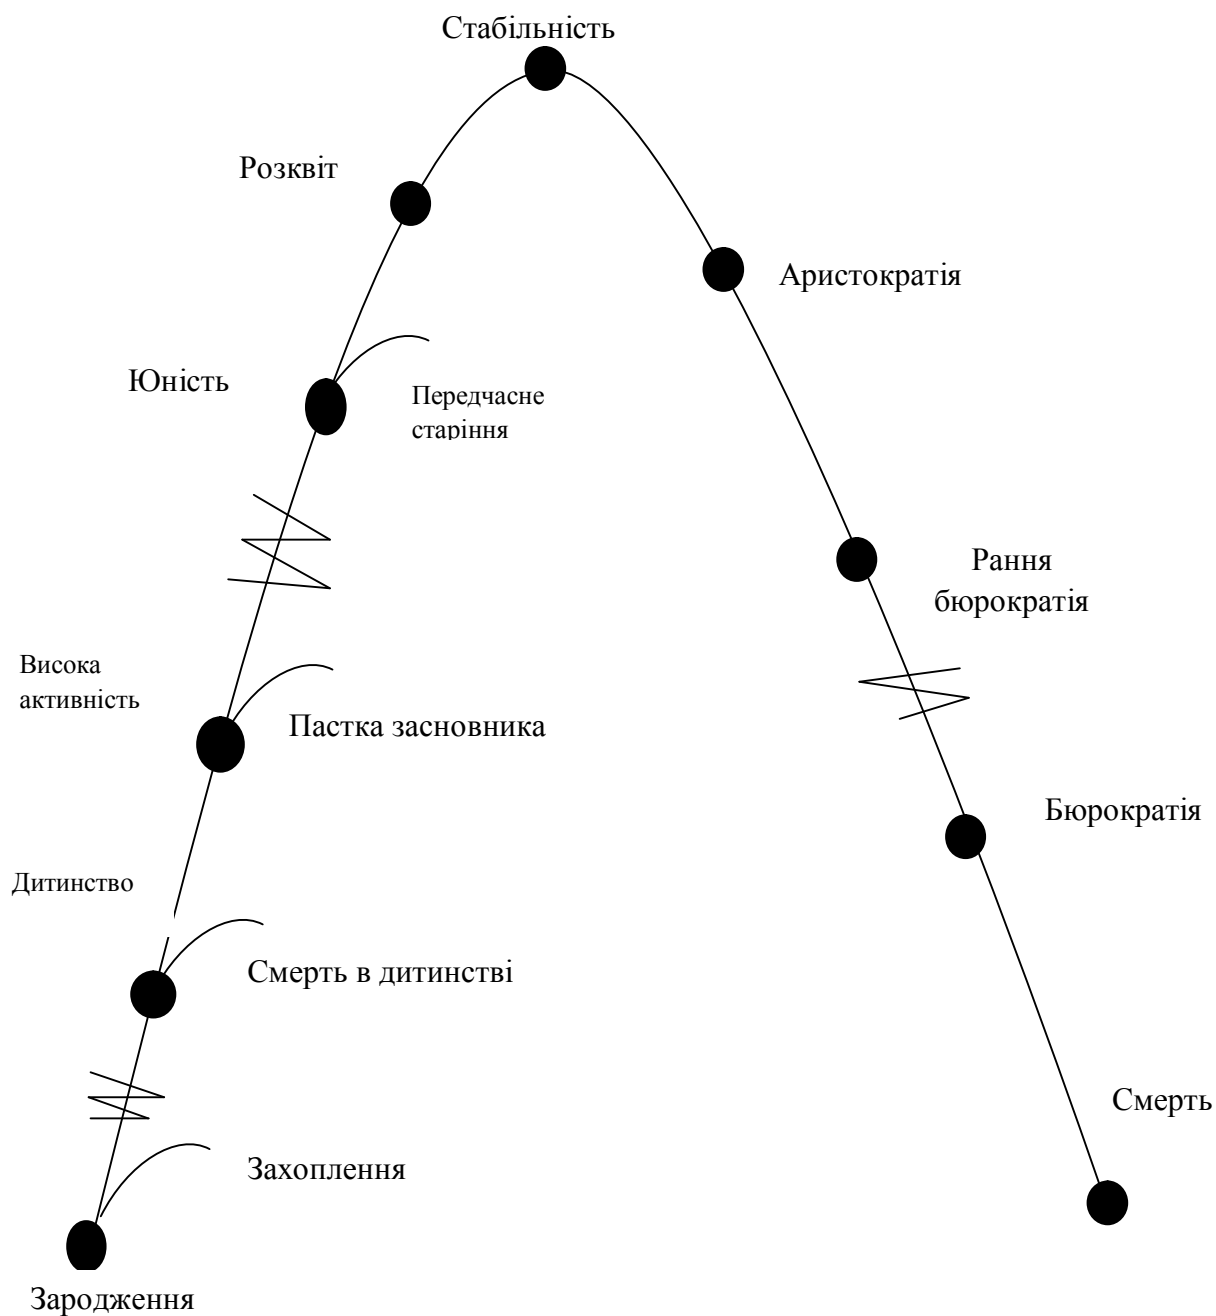 Стабільність
Розквіт
Аристократія
Юність
Передчасне
старіння
Рання
бюрократія
Висока
активність
Пастка засновника
Бюрократія
Дитинство
Смерть в дитинстві
Смерть
Захоплення
Зародження